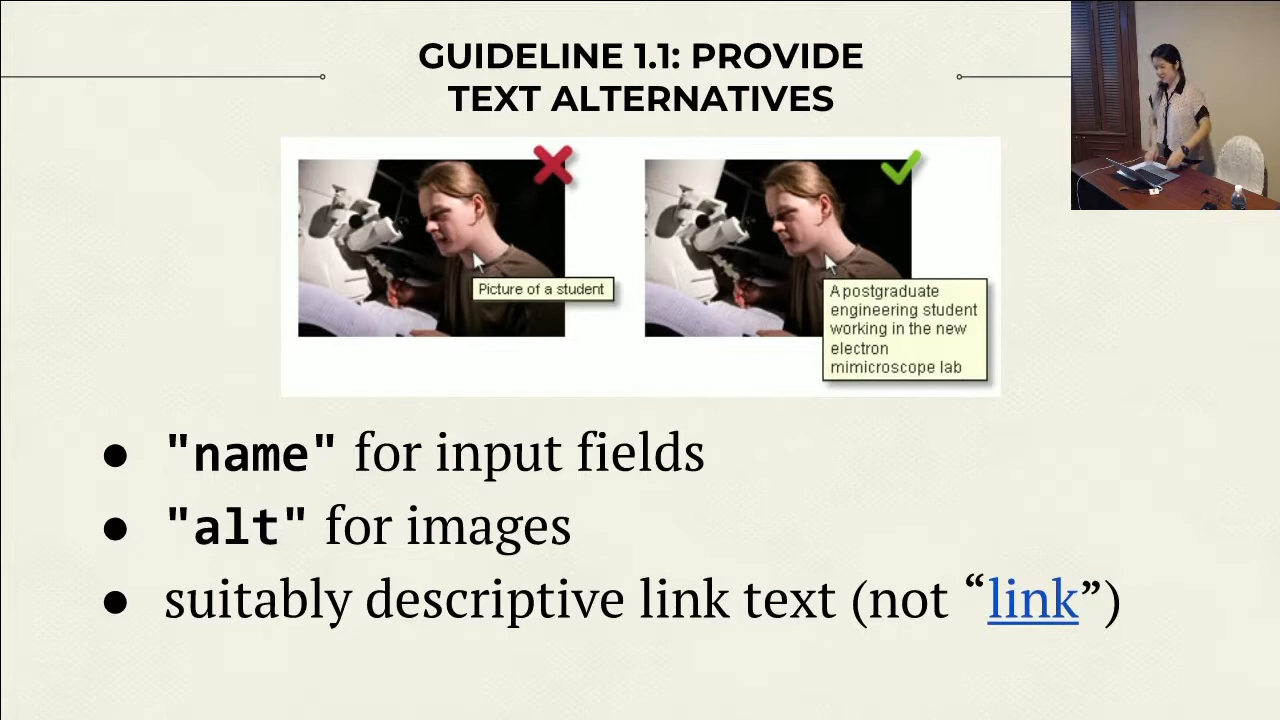 GUIDELINE 1.1: PROVIDE
TEXT ALTERNATIVES
Picture of a student
A postgraduate
engineering student
working in the new
electron
mimicroscope lab
● "name" for input fields
● "alt" for images
● suitably descriptive link text (not “link”)